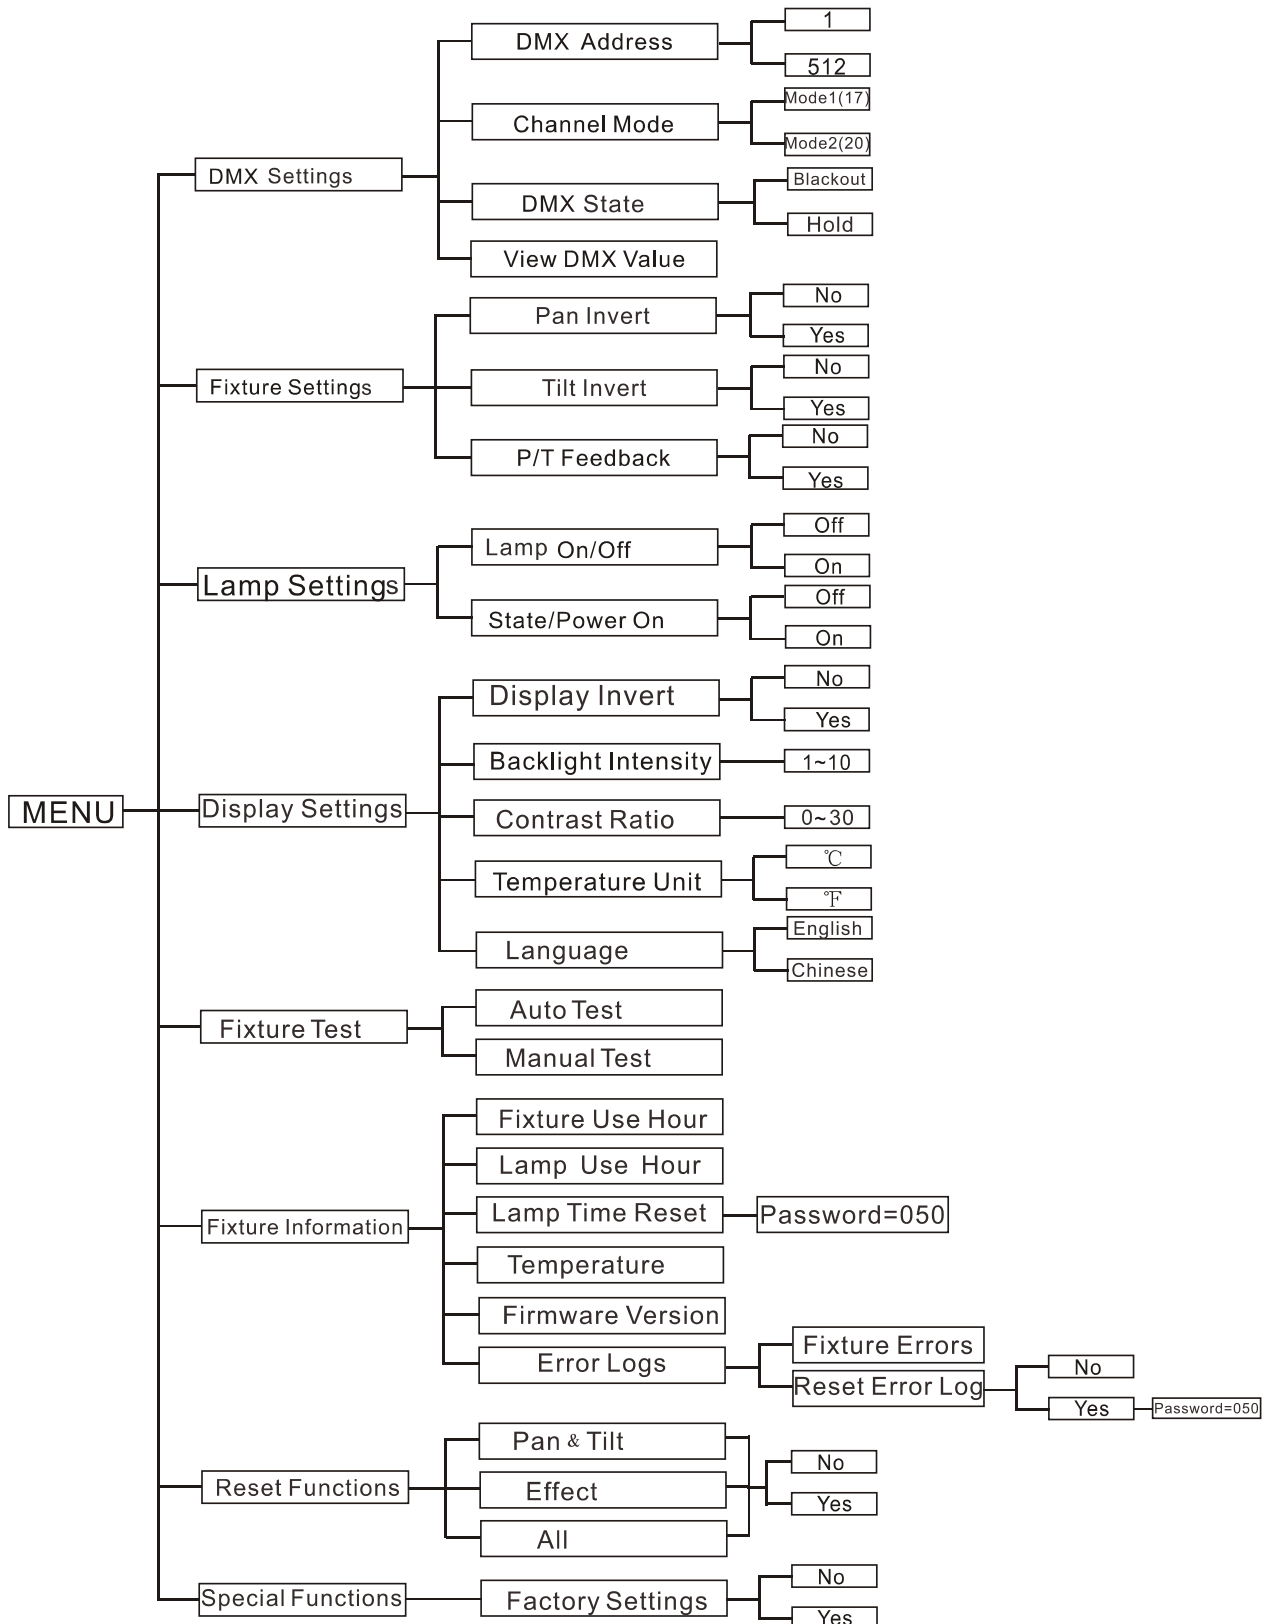 MENU
DMX Settings
DMX Address
1
512
Channel Mode
Mode1(17)
Mode2(20)
DMX State
Blackout
Hold
View DMX Value
Fixture Settings
Pan Invert
No
Yes
Tilt Invert
No
Yes
P/T Feedback
No
Yes
Lamp Settings
Lamp On/Off
Off
On
State/Power On
Off
On
Display Settings
Display Invert
No
Yes
Backlight Intensity
1~10
Contrast Ratio
0~30
Temperature Unit
℃
℉
Language
English
Chinese
Fixture Test
Auto Test
Manual Test
Fixture Information
Fixture Use Hour
Lamp Use Hour
Lamp Time Reset
Password=050
Temperature
Firmware Version
Error Logs
Fixture Errors
Reset Error Log
No
Yes
Password=050
Reset Functions
Pan & Tilt
Effect
All
No
Yes
Special Functions
Factory Settings
No
Yes